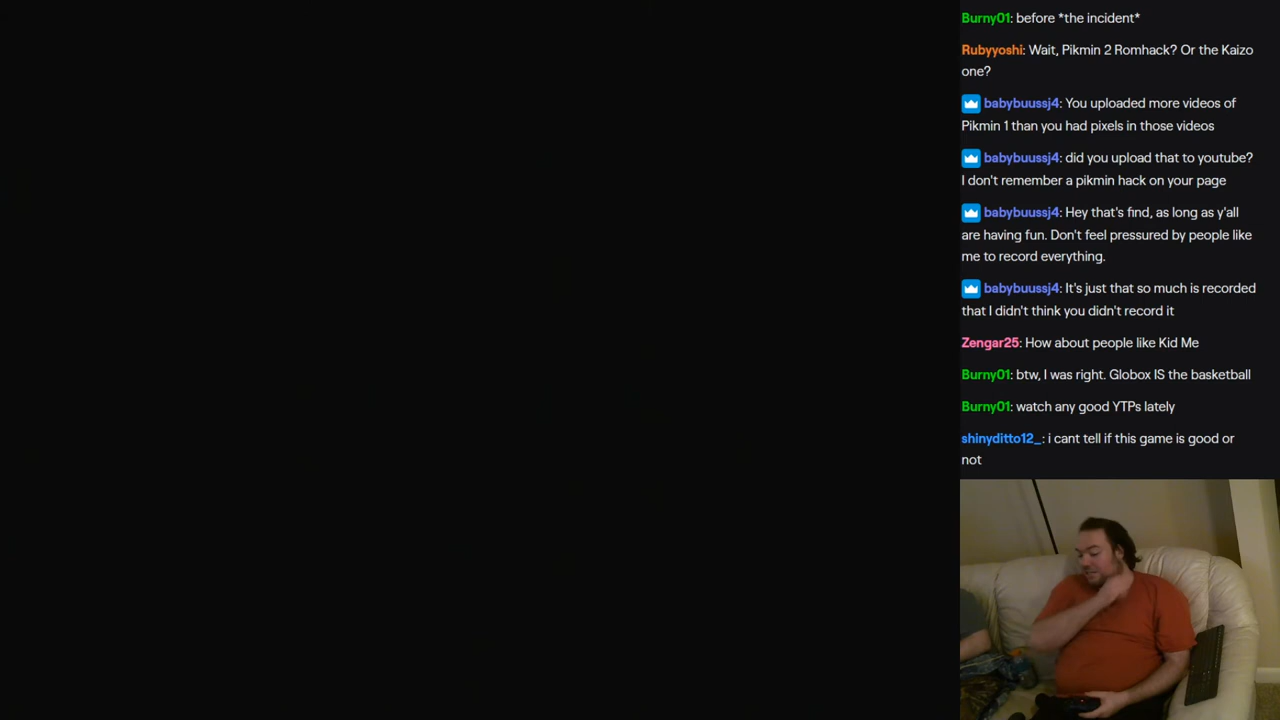 Burny01: before *the incident*
Rubyyoshi: Wait, Pikmin 2 Romhack? Or the Kaizo
one?
babybuussj4: You uploaded more videos of
Pikmin 1 than you had pixels in those videos
babybuussj4: did you upload that to youtube?
I don't remember a pikmin hack on your page
babybuussj4: Hey that's find, as long as y'all
are having fun. Don't feel pressured by people like
me to record everything.
babybuussj4: It's just that so much is recorded
that I didn't think you didn't record it
Zengar25: How about people like Kid Me
Burny01: btw, I was right. Globox IS the basketball
Burny01: watch any good YTPs lately
shinyditto12_: i cant tell if this game is good or
not